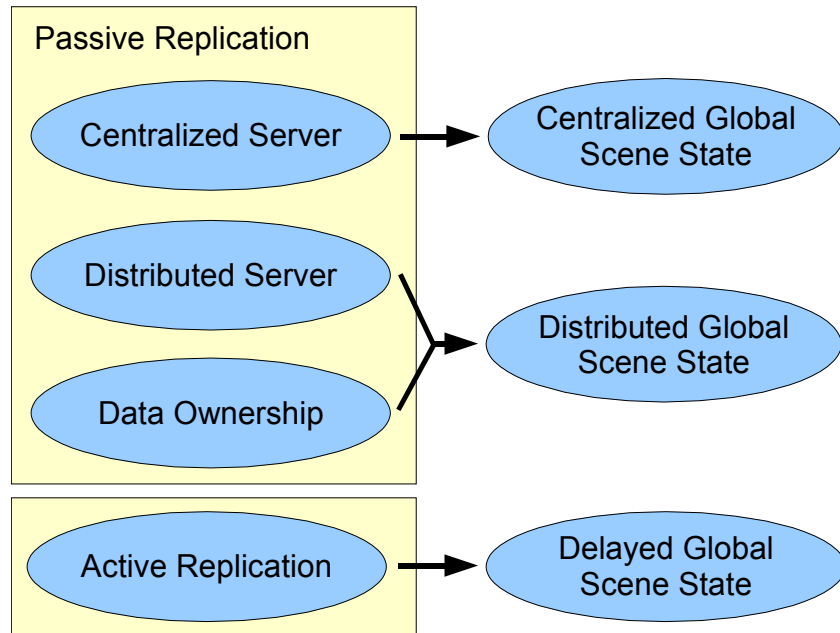 Passive Replication
Centralized Server
Centralized Global
Scene State
Distributed Server
Distributed Global
Scene State
Data Ownership
Active Replication
Delayed Global
Scene State